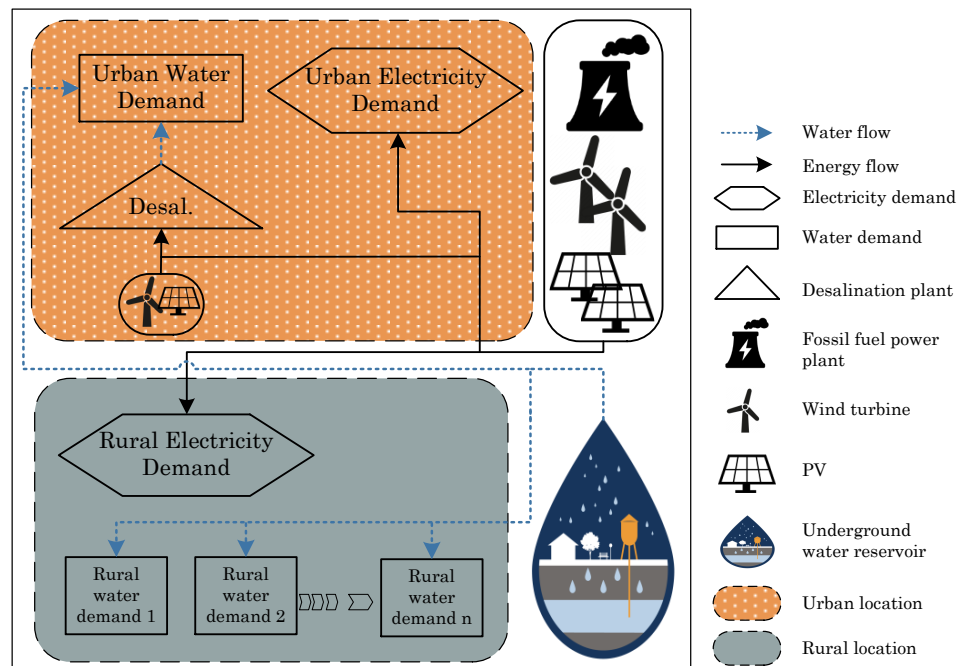 Urban Water
Demand
Urban Electricity
Demand
Desal.
Rural Electricity
Demand
Rural
water
demand 1
Rural
water
demand 2
Rural
water
demand n
Water flow
Energy flow
Electricity demand
Water demand
Desalination plant
Fossil fuel power
plant
Wind turbine
PV
Underground
water reservoir
Urban location
Rural location